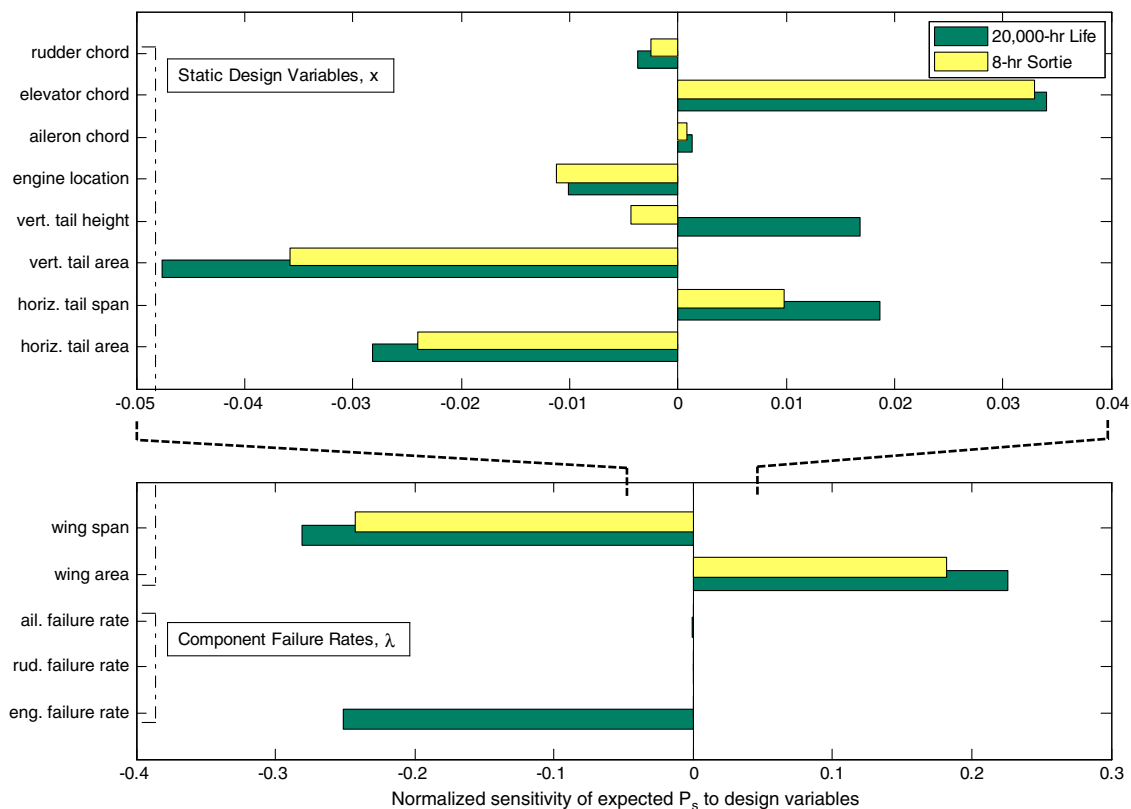 20,000-hr Life
8-hr Sortie
Static Design Variables, x
rudder chord
elevator chord
aileron chord
engine location
vert. tail height
vert. tail area
horiz. tail span
horiz. tail area
-0.05 -0.04 -0.03 -0.02 -0.01 0 0.01 0.02 0.03 0.04
wing span
wing area
ail. failure rate
Component Failure Rates, λ
rud. failure rate
eng. failure rate
-0.4 -0.3 -0.2 -0.1 0 0.1 0.2 0.3
Normalized sensitivity of expected Ps to design variables